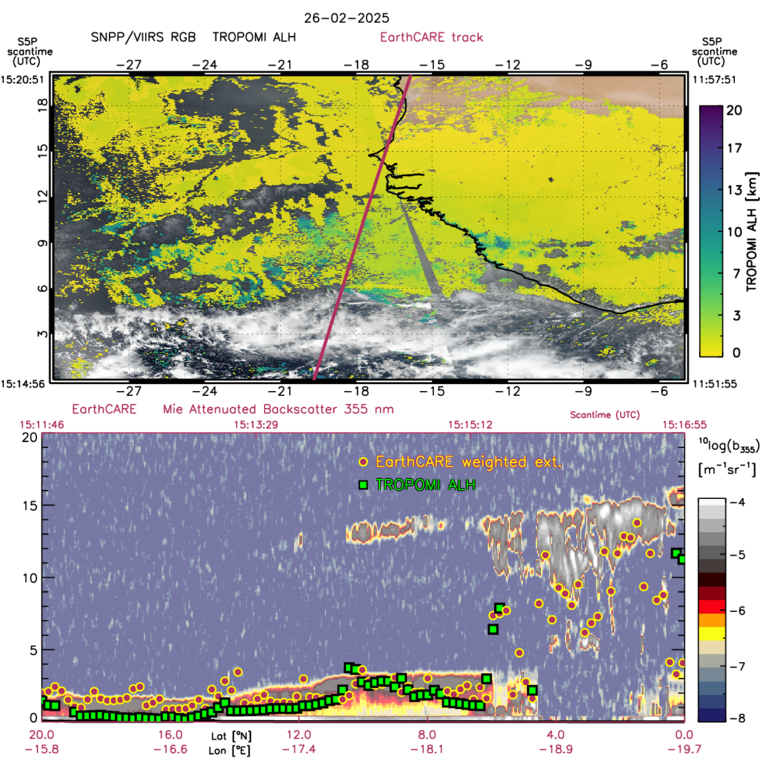 26-02-2025
SNPP/VIIRS RGB TROPOMI ALH EarthCARE track
S5P scantime (UTC)
S5P scantime (UTC)
−27 −24 −21 −18 −15 −12 −9 −6
15:20:51 11:57:51
18
15
12
9
6
3
15:14:56 11:51:55
−27 −24 −21 −18 −15 −12 −9 −6
20
17
13
10
7
3
0
TROPOMI ALH [km]
EarthCARE Mie Attenuated Backscatter 355 nm Scantime (UTC)
15:11:46 15:13:29 15:15:12 15:16:55
20
15
10
5
0
EarthCARE weighted ext.
TROPOMI ALH
¹⁰log(b₃₅₅)
[m⁻¹sr⁻¹]
−4
−5
−6
−7
−8
20.0 16.0 Lat [°N] 12.0 8.0 4.0 0.0
−15.8 −16.6 Lon [°E] −17.4 −18.1 −18.9 −19.7